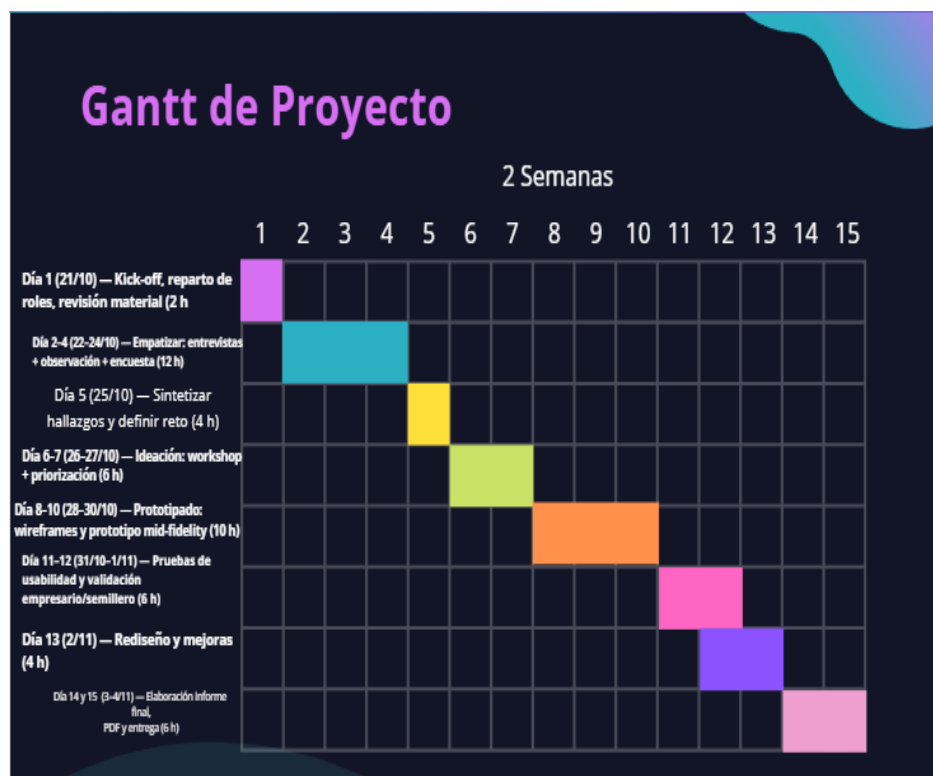 Gantt de Proyecto
2 Semanas
1 2 3 4 5 6 7 8 9 10 11 12 13 14 15
Día 1 (21/10) — Kick-off, reparto de
roles, revisión material (2 h
Día 2-4 (22-24/10) — Empatizar: entrevistas
+ observación + encuesta (12 h)
Día 5 (25/10) — Sintetizar
hallazgos y definir reto (4 h)
Día 6-7 (26-27/10) — Ideación: workshop
+ priorización (6 h)
Día 8-10 (28-30/10) — Prototipado:
wireframes y prototipo mid-fidelity (10 h)
Día 11-12 (31/10-1/11) — Pruebas de
usabilidad y validación
empresario/semillero (6 h)
Día 13 (2/11) — Rediseño y mejoras
(4 h)
Día 14 y 15 (3-4/11) — Elaboración informe
final,
PDF y entrega (6 h)